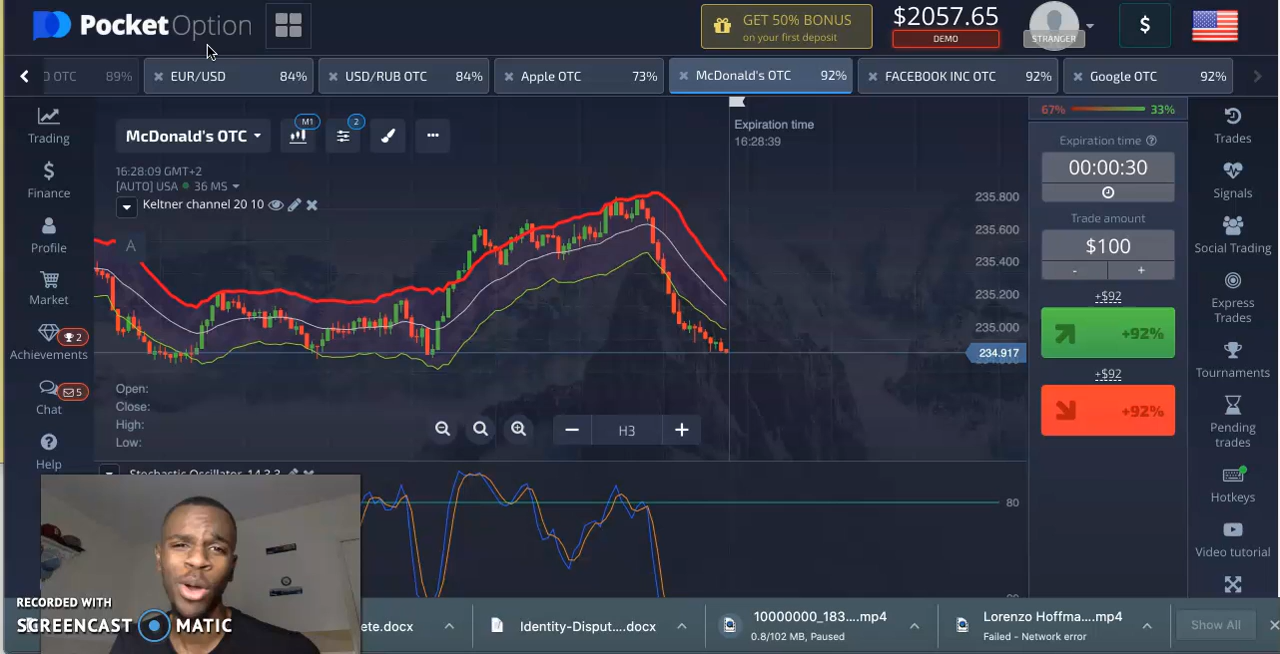 PocketOption
GET 50% BONUS
on your first deposit
$2057.65
DEMO
STRANGER
$
OTC 89%
EUR/USD 84%
USD/RUB OTC 84%
Apple OTC 73%
McDonald's OTC 92%
FACEBOOK INC OTC 92%
Google OTC 92%
Trading
Finance
Profile
Market
2
Achievements
5
Chat
Help
McDonald's OTC
M1
2
16:28:09 GMT+2
[AUTO] USA 36 MS
Keltner channel 20 10
A
Expiration time
16:28:39
235.800
235.600
235.400
235.200
235.000
234.917
Open:
Close:
High:
Low:
H3
Stochastic Oscillator 14 3 3
80
67% 33%
Expiration time
00:00:30
Trade amount
$100
- +
+$92
+92%
+$92
+92%
Trades
Signals
Social Trading
Express
Trades
Tournaments
Pending
trades
Hotkeys
Video tutorial
RECORDED WITH
SCREENCAST MATIC
ete.docx
Identity-Disput....docx
10000000_183....mp4
0.8/102 MB, Paused
Lorenzo Hoffma....mp4
Failed - Network error
Show All